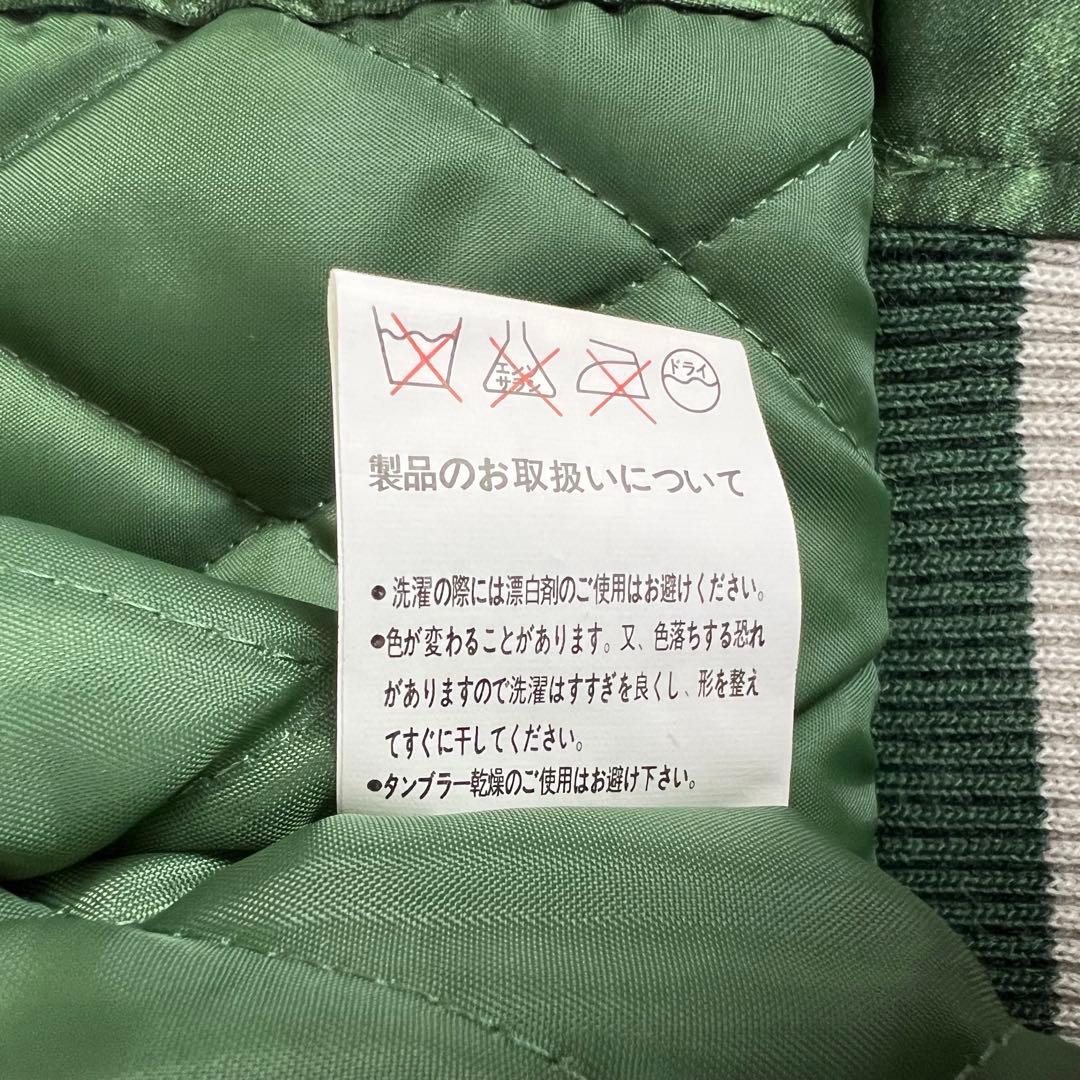 エンソ
サラン
ドライ
製品のお取扱いについて
●洗濯の際には漂白剤のご使用はお避けください。
●色が変わることがあります。又、色落ちする恐れ
がありますので洗濯はすすぎを良くし、形を整え
てすぐに干してください。
●タンブラー乾燥のご使用はお避け下さい。